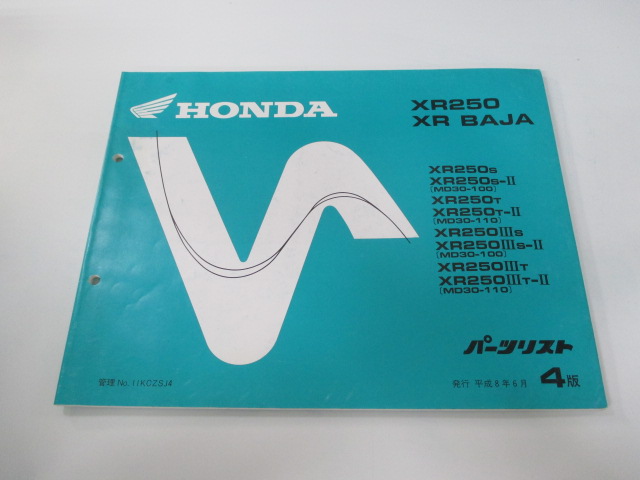 HONDA
XR250
XR BAJA
XR250S
XR250S-II
(MD30-100)
XR250T
XR250T-II
(MD30-110)
XR250IIIS
XR250IIIS-II
(MD30-100)
XR250IIIT
XR250IIIT-II
(MD30-110)
パーツリスト
管理No.11KCZSJ4
発行 平成8年6月 4版